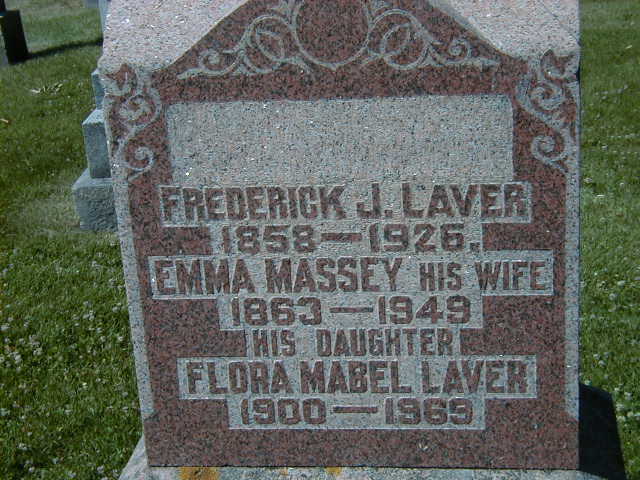 FREDERICK J. LAVER
1858—1926.
EMMA MASSEY HIS WIFE
1863—1949
HIS DAUGHTER
FLORA MABEL LAVER
1900—1969